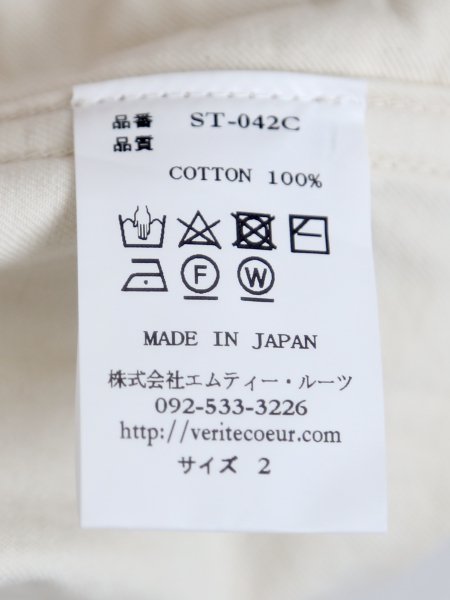 品番 ST-042C
品質
COTTON 100%
F W
MADE IN JAPAN
株式会社エムティー・ルーツ
092-533-3226
http://veritecoeur.com
サイズ 2